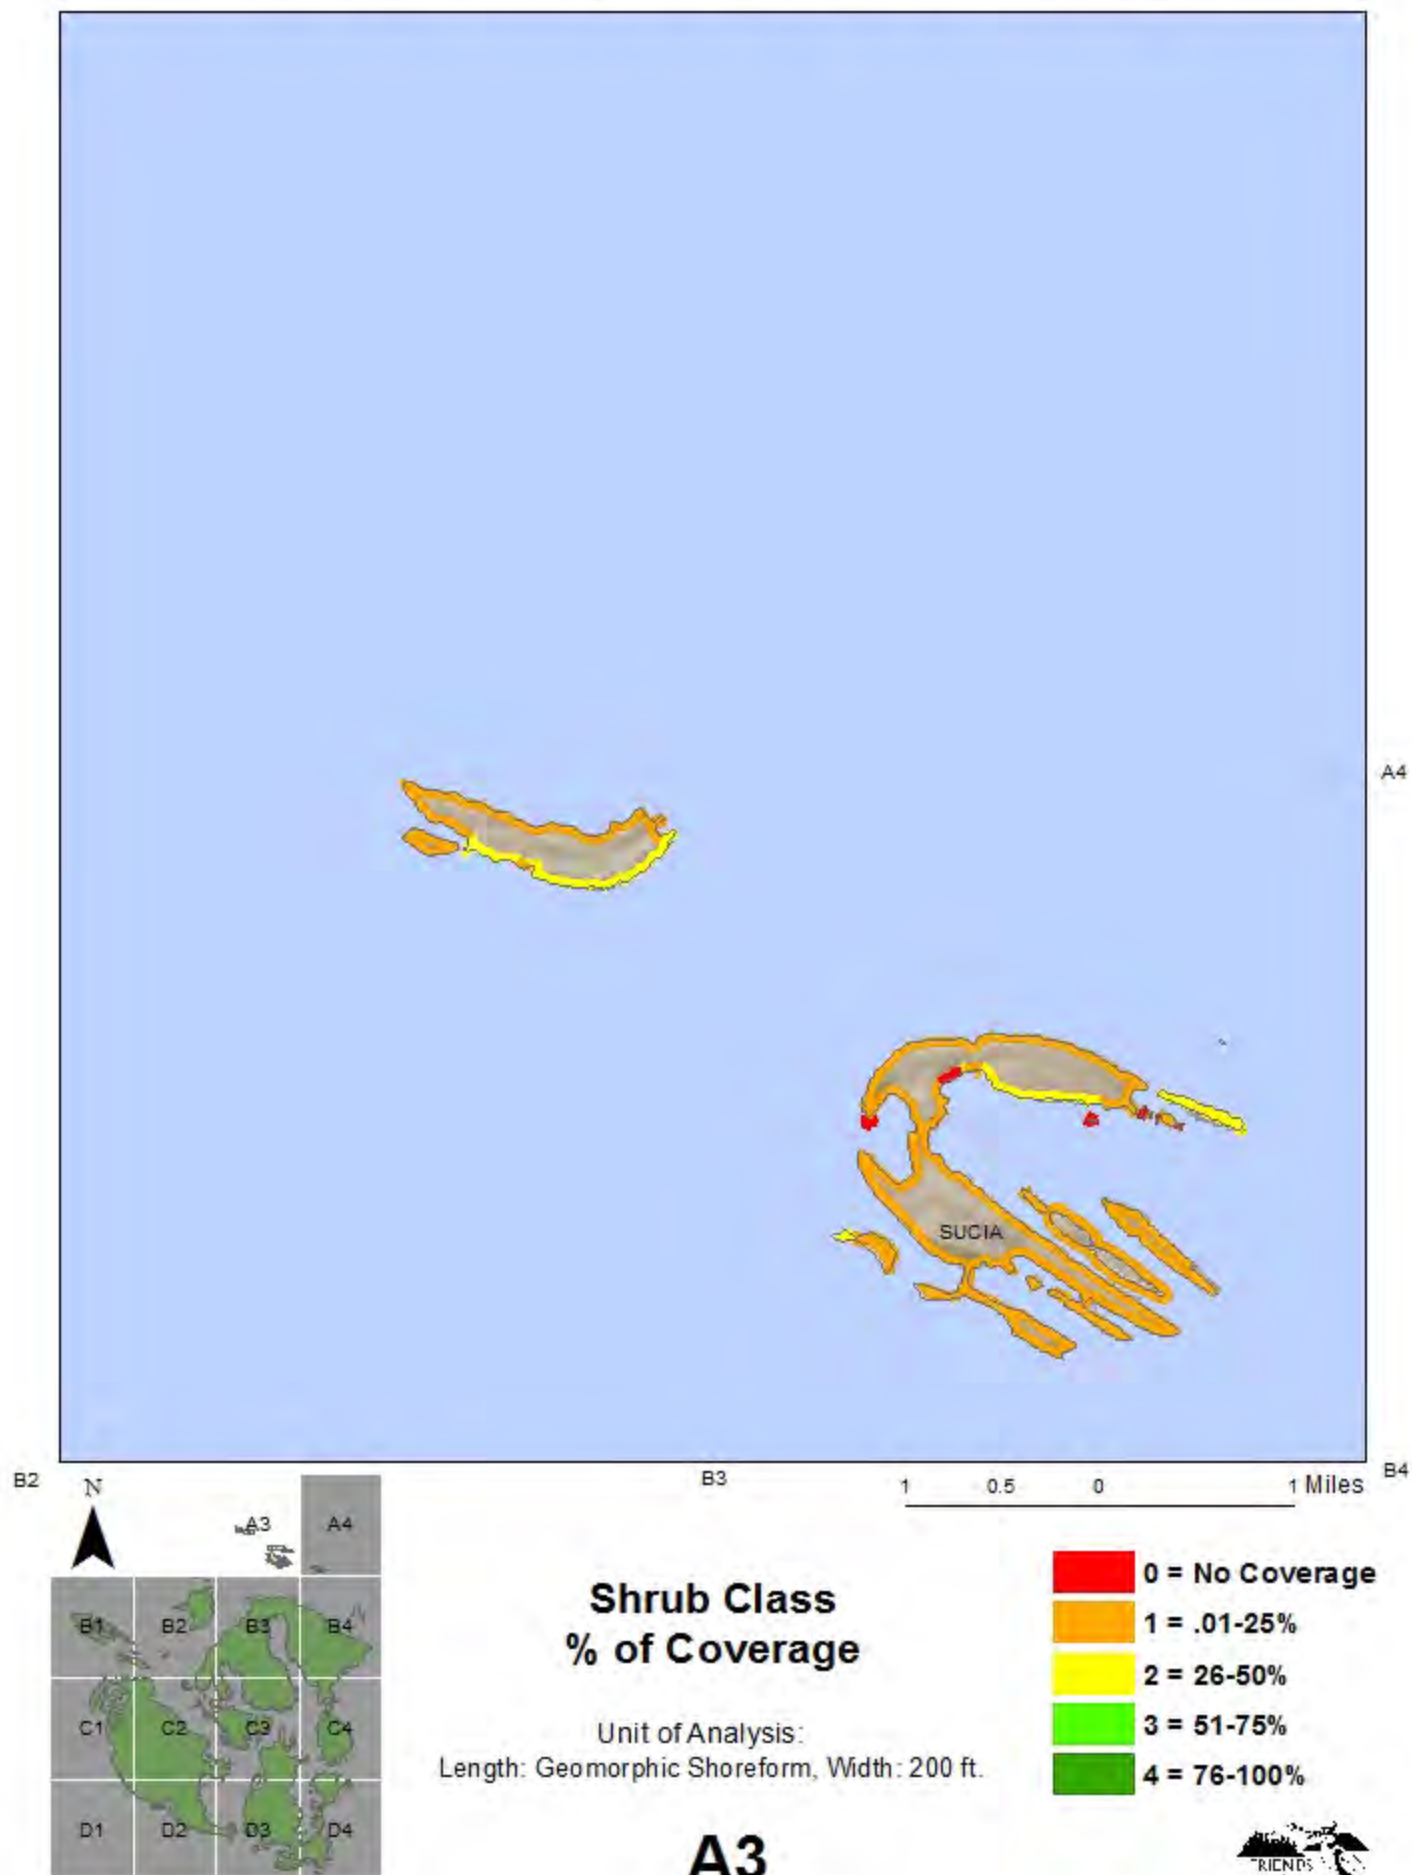 A4
SUCIA
B2
B3
B4
N
1 0.5 0 1 Miles
A3 A4
B1 B2 B3 B4
C1 C2 C3 C4
D1 D2 D3 D4
Shrub Class
% of Coverage
Unit of Analysis:
Length: Geomorphic Shoreform, Width: 200 ft.
A3
0 = No Coverage
1 = .01-25%
2 = 26-50%
3 = 51-75%
4 = 76-100%
FRIENDS